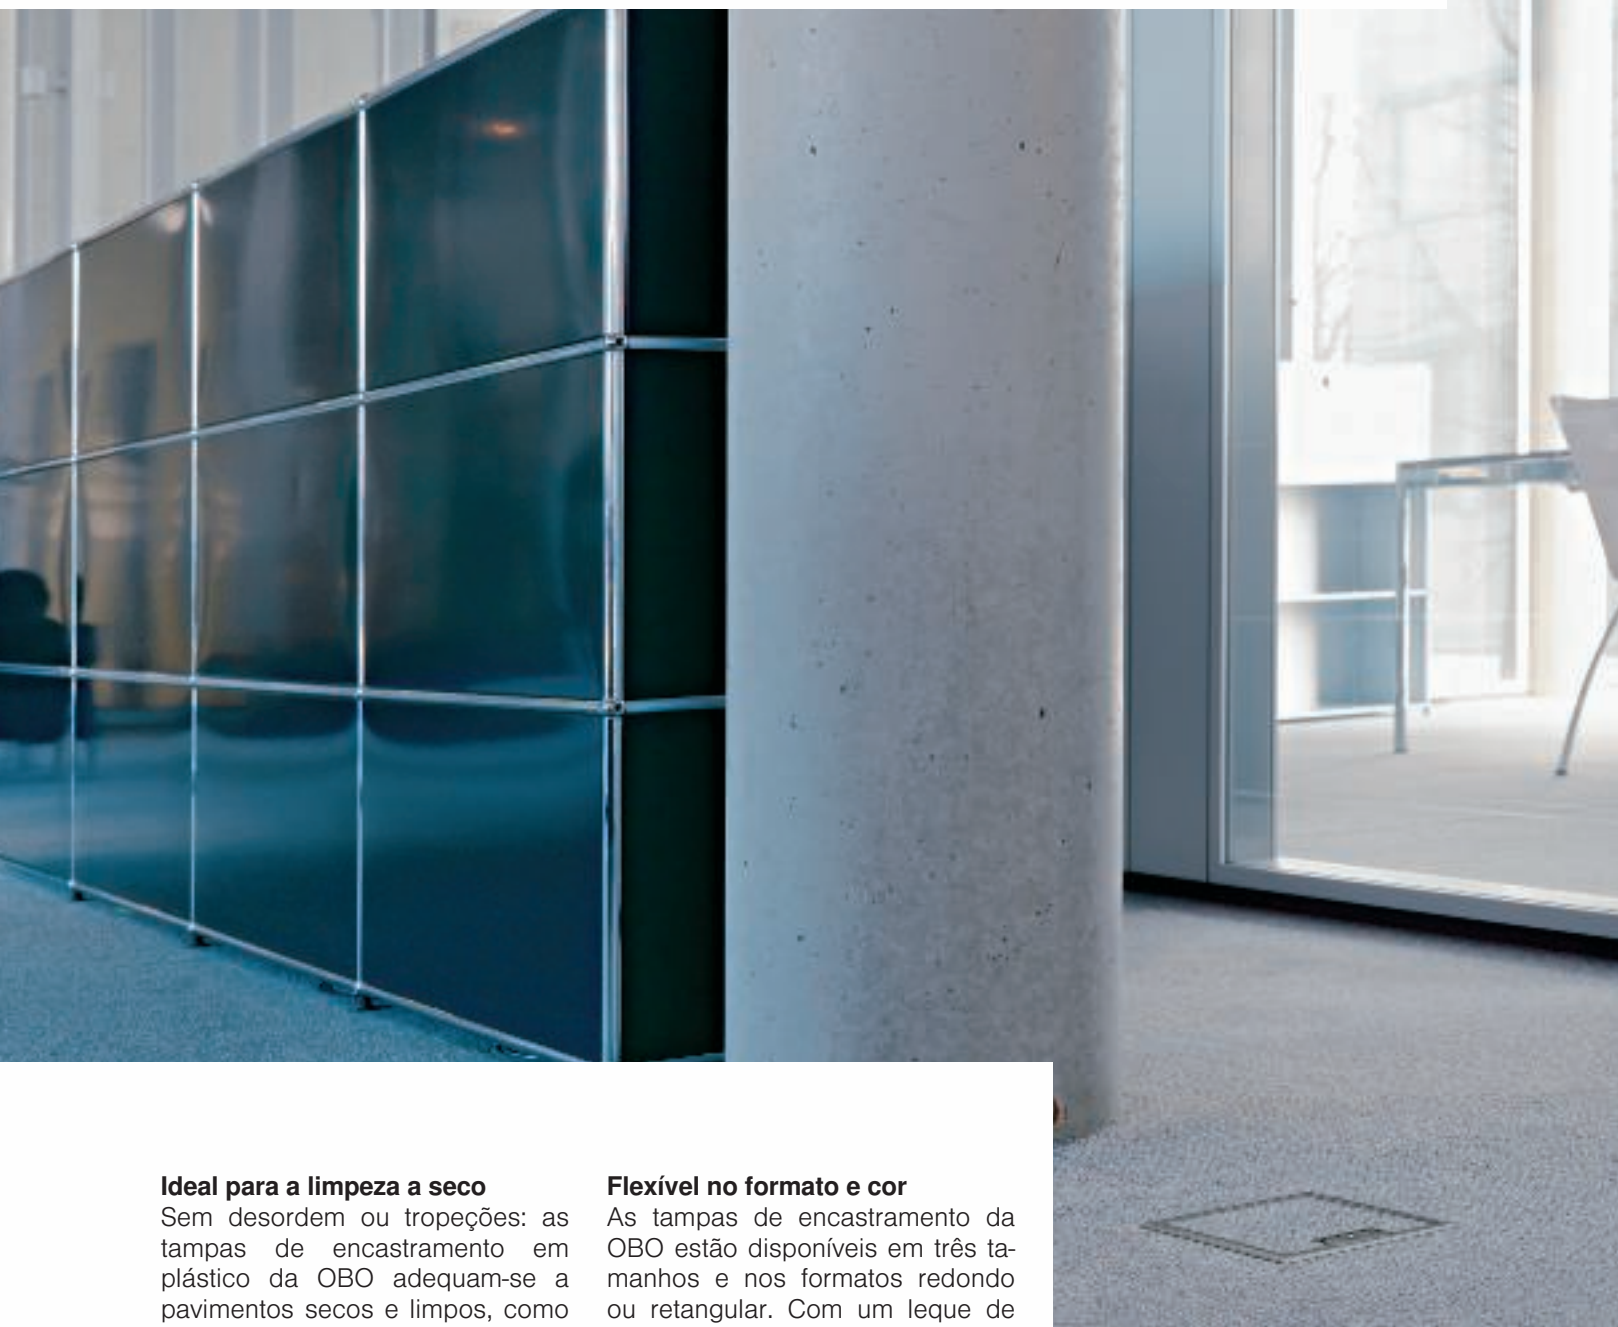 Ideal para a limpeza a seco
Sem desordem ou tropeções: as
tampas de encastramento em
plástico da OBO adequam-se a
pavimentos secos e limpos, como
Flexível no formato e cor
As tampas de encastramento da
OBO estão disponíveis em três ta-
manhos e nos formatos redondo
ou retangular. Com um leque de